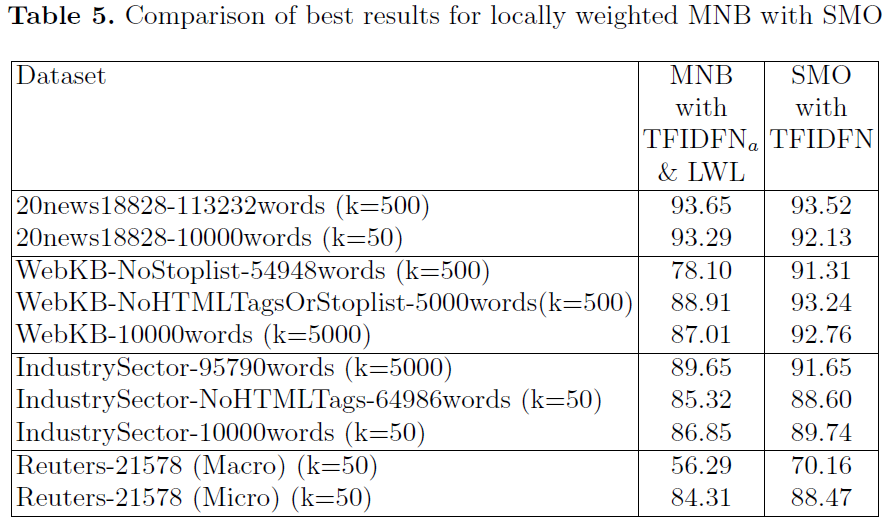 Table 5. Comparison of best results for locally weighted MNB with SMO
Dataset MNB SMO
with with
TFIDFNₐ TFIDFN
& LWL
20news18828-113232words (k=500) 93.65 93.52
20news18828-10000words (k=50) 93.29 92.13
WebKB-NoStoplist-54948words (k=500) 78.10 91.31
WebKB-NoHTMLTagsOrStoplist-5000words(k=500) 88.91 93.24
WebKB-10000words (k=5000) 87.01 92.76
IndustrySector-95790words (k=5000) 89.65 91.65
IndustrySector-NoHTMLTags-64986words (k=50) 85.32 88.60
IndustrySector-10000words (k=50) 86.85 89.74
Reuters-21578 (Macro) (k=50) 56.29 70.16
Reuters-21578 (Micro) (k=50) 84.31 88.47